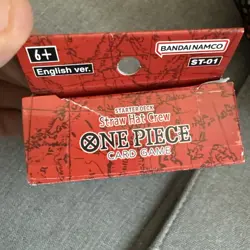 6+
English ver.
BANDAI NAMCO
ST-01
STARTER DECK
Straw Hat Crew
ONE PIECE
CARD GAME